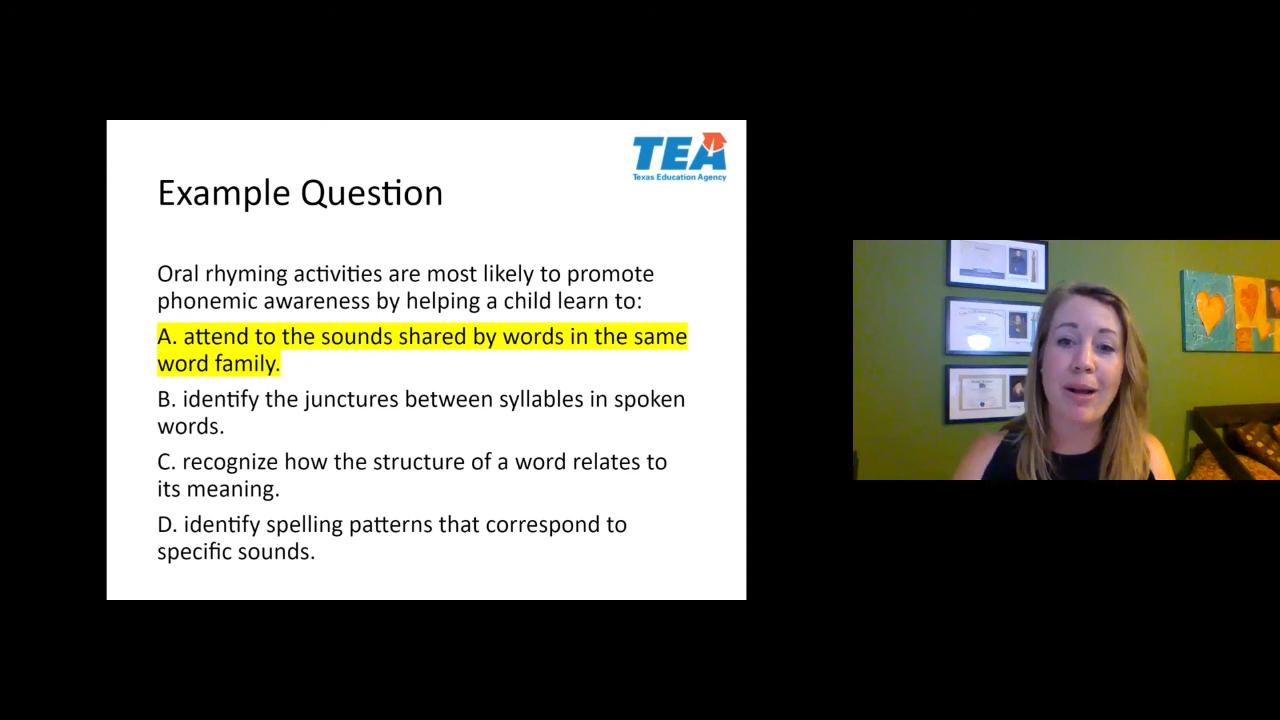 TEA
Texas Education Agency
Example Question
Oral rhyming activities are most likely to promote
phonemic awareness by helping a child learn to:
A. attend to the sounds shared by words in the same
word family.
B. identify the junctures between syllables in spoken
words.
C. recognize how the structure of a word relates to
its meaning.
D. identify spelling patterns that correspond to
specific sounds.